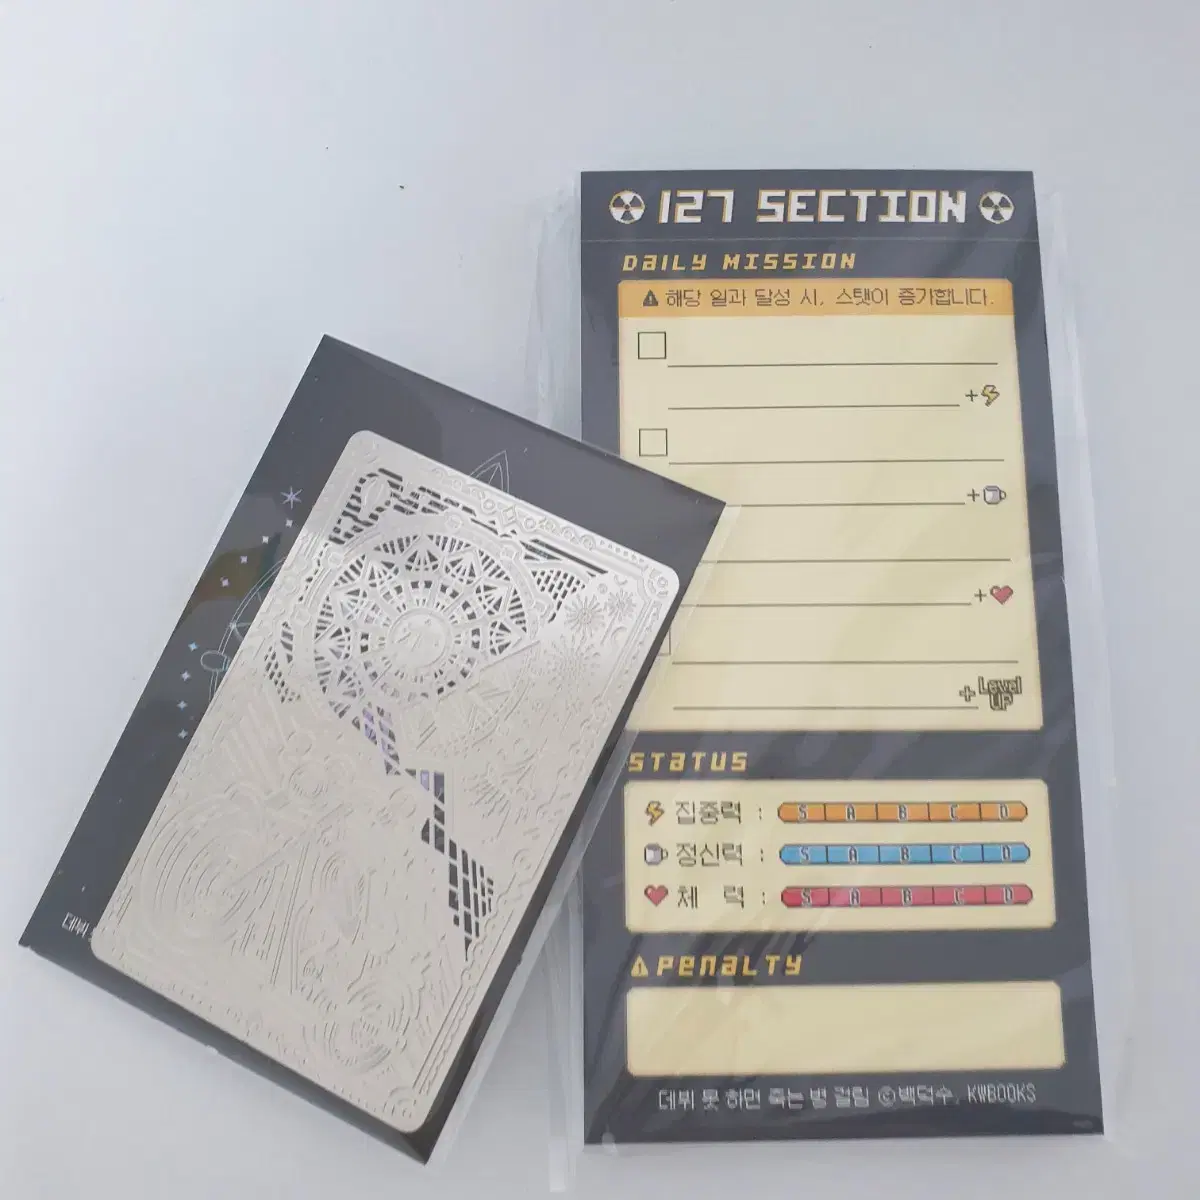 127 SECTION
DAILY MISSION
해당 일과 달성 시, 스탯이 증가합니다.
+
+
+
+ Level UP
STATUS
집중력 : S A B C D
정신력 : S A B C D
체 력 : S A B C D
PENALTY
데뷔 못 하면 죽는 병 걸림 ©백덕수, KWBOOKS
데뷔